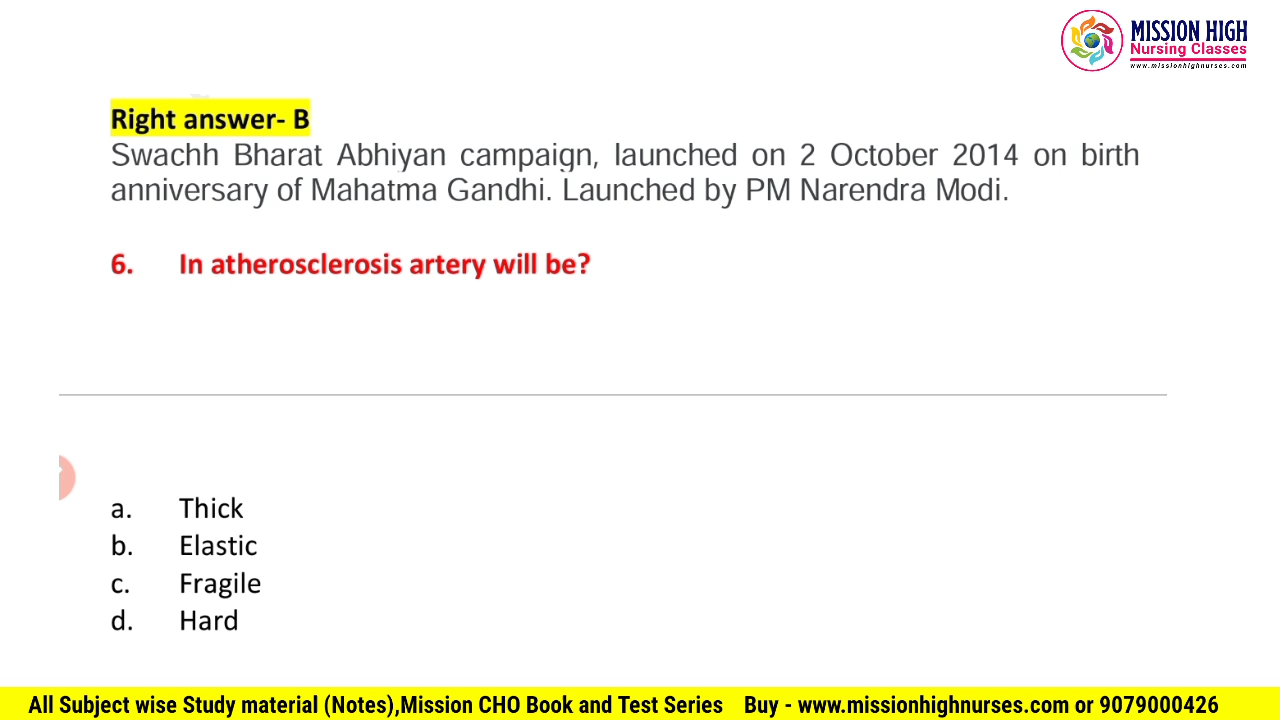 MISSION HIGH
Nursing Classes
www.missionhighnurses.com
Right answer- B
Swachh Bharat Abhiyan campaign, launched on 2 October 2014 on birth
anniversary of Mahatma Gandhi. Launched by PM Narendra Modi.
6. In atherosclerosis artery will be?
a. Thick
b. Elastic
c. Fragile
d. Hard
All Subject wise Study material (Notes),Mission CHO Book and Test Series Buy - www.missionhighnurses.com or 9079000426